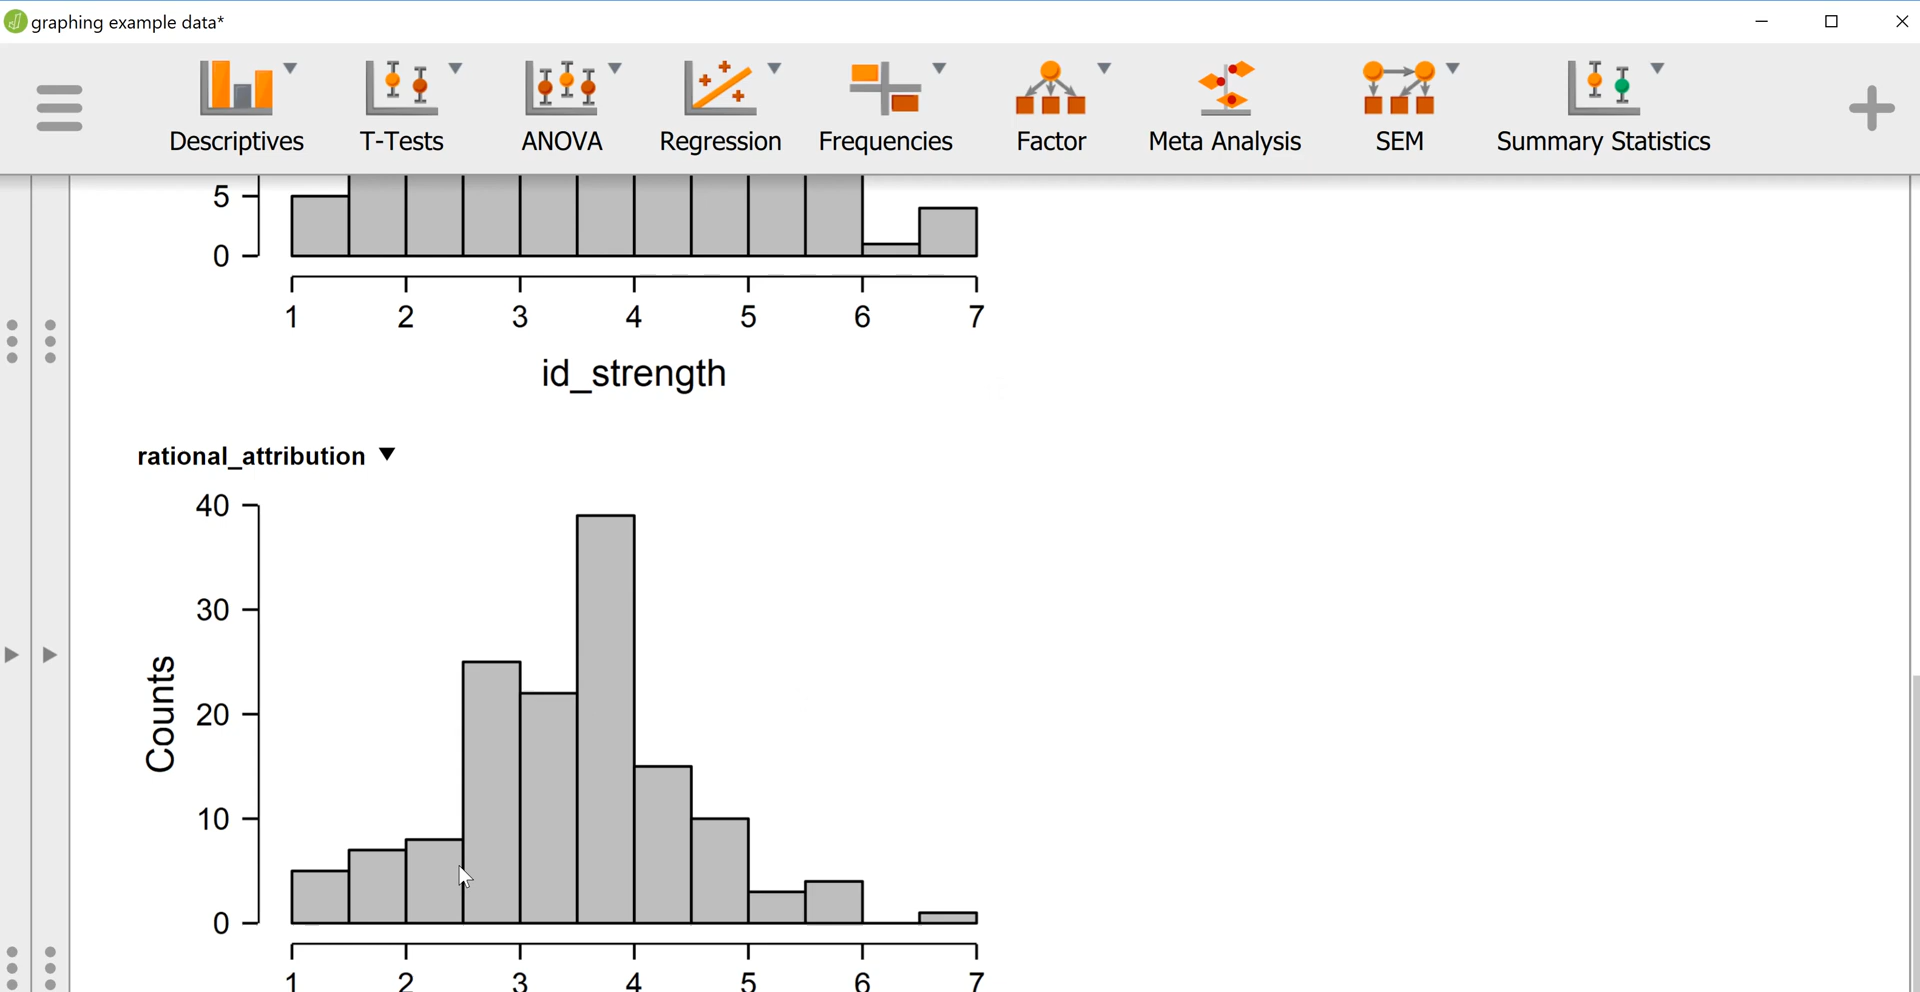 graphing example data*
Descriptives T-Tests ANOVA Regression Frequencies Factor Meta Analysis SEM Summary Statistics
5
0
1 2 3 4 5 6 7
id_strength
rational_attribution
40
30
20
10
0
Counts
1 2 3 4 5 6 7